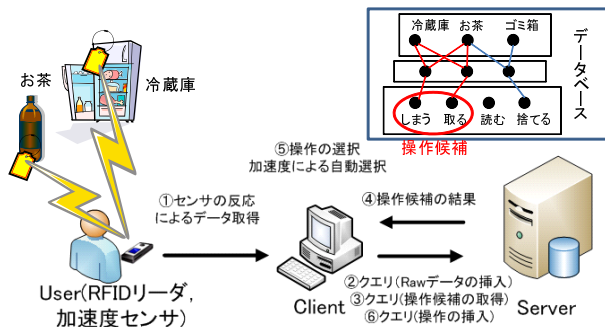 冷蔵庫 お茶 ゴミ箱
データベース
しまう 取る 読む 捨てる
操作候補
お茶
冷蔵庫
⑤操作の選択
加速度による自動選択
①センサの反応
によるデータ取得
④操作候補の結果
②クエリ(Rawデータの挿入)
③クエリ(操作候補の取得)
⑥クエリ(操作の挿入)
User(RFIDリーダ,
加速度センサ)
Client
Server